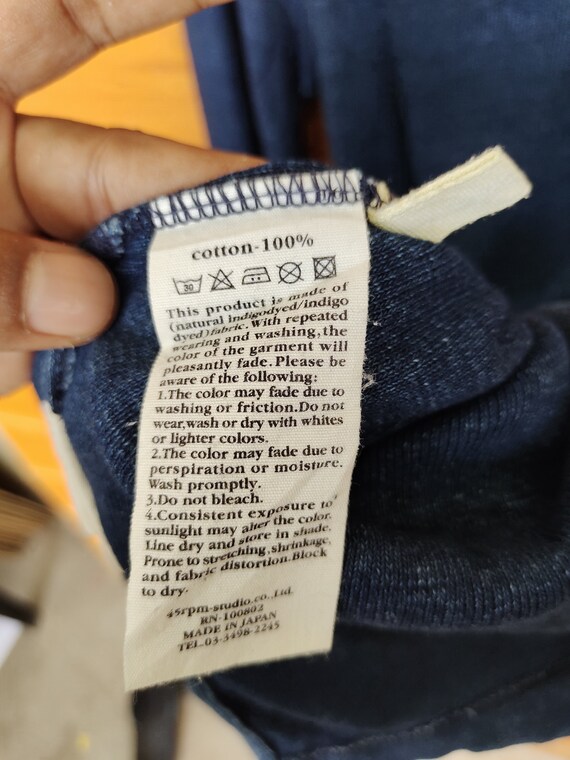 cotton-100%
30
This product is made of
(natural indigodyed/indigo
dyed)fabric. With repeated
wearing and washing,the
color of the garment will
pleasantly fade.Please be
aware of the following:
1.The color may fade due to
washing or friction.Do not
wear,wash or dry with whites
or lighter colors.
2.The color may fade due to
perspiration or moisture.
Wash promptly.
3.Do not bleach.
4.Consistent exposure to
sunlight may alter the color.
Line dry and store in shade.
Prone to stretching,shrinkage,
and fabric distortion.Block
to dry.
45rpm-studio.co.,Ltd.
RN-100802
MADE IN JAPAN
TEL.03-3498-2245